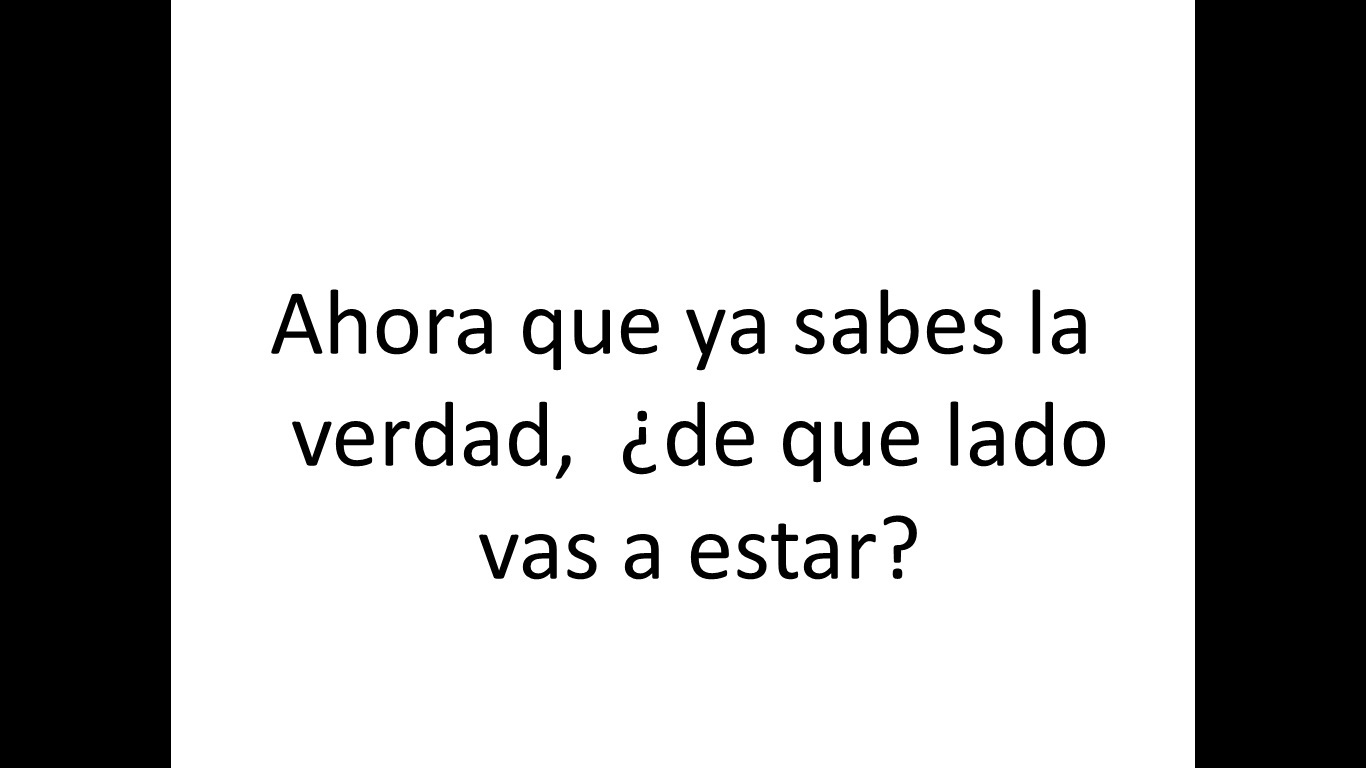 Ahora que ya sabes la
verdad,  ¿de que lado
vas a estar?